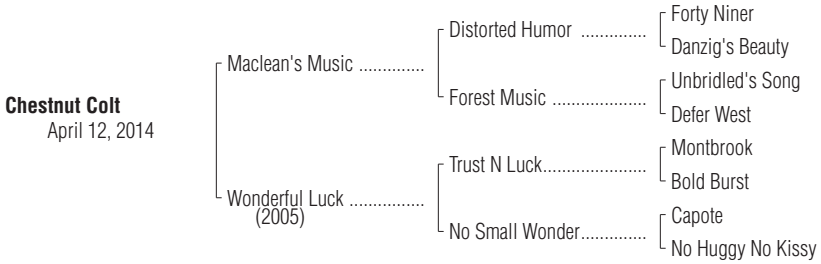 Forty Niner
Distorted Humor ..............
Danzig's Beauty
Maclean's Music ..............
Unbridled's Song
Forest Music ....................
Defer West
Chestnut Colt
April 12, 2014
Montbrook
Trust N Luck......................
Bold Burst
Wonderful Luck ................
(2005)
Capote
No Small Wonder..............
No Huggy No Kissy